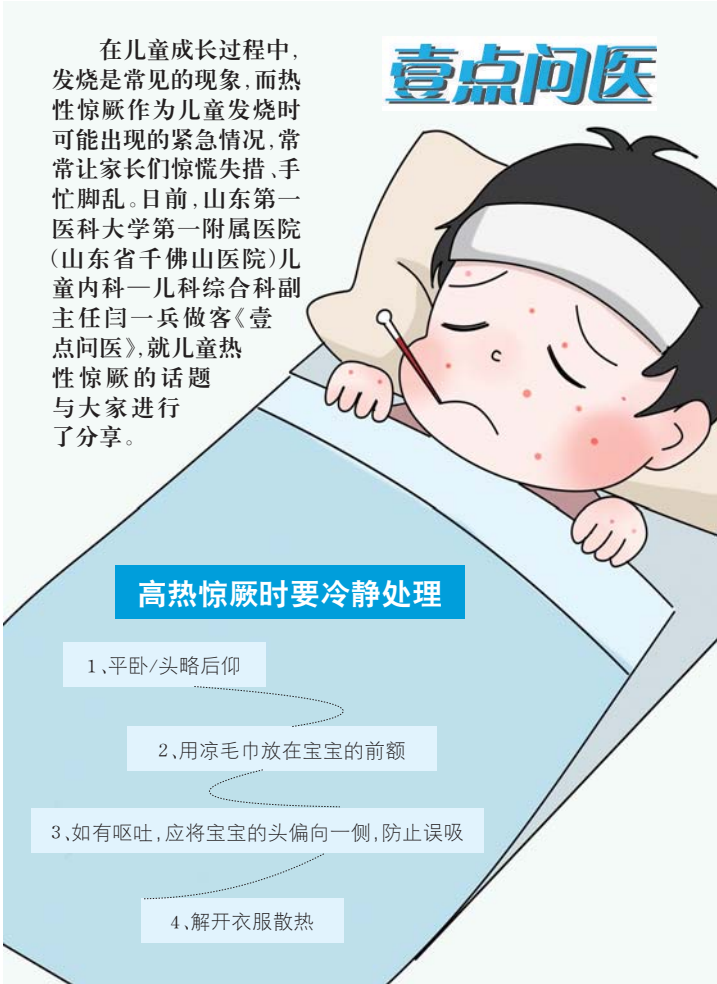 在儿童成长过程中,
发烧是常见的现象,而热
性惊厥作为儿童发烧时
可能出现的紧急情况,常
常让家长们惊慌失措、手
忙脚乱。日前,山东第一
医科大学第一附属医院
(山东省千佛山医院)儿
童内科—儿科综合科副
主任闫一兵做客《壹
点问医》,就儿童热
性惊厥的话题
与大家进行
了分享。
壹点问医
高热惊厥时要冷静处理
1、平卧/头略后仰
2、用凉毛巾放在宝宝的前额
3、如有呕吐,应将宝宝的头偏向一侧,防止误吸
4、解开衣服散热